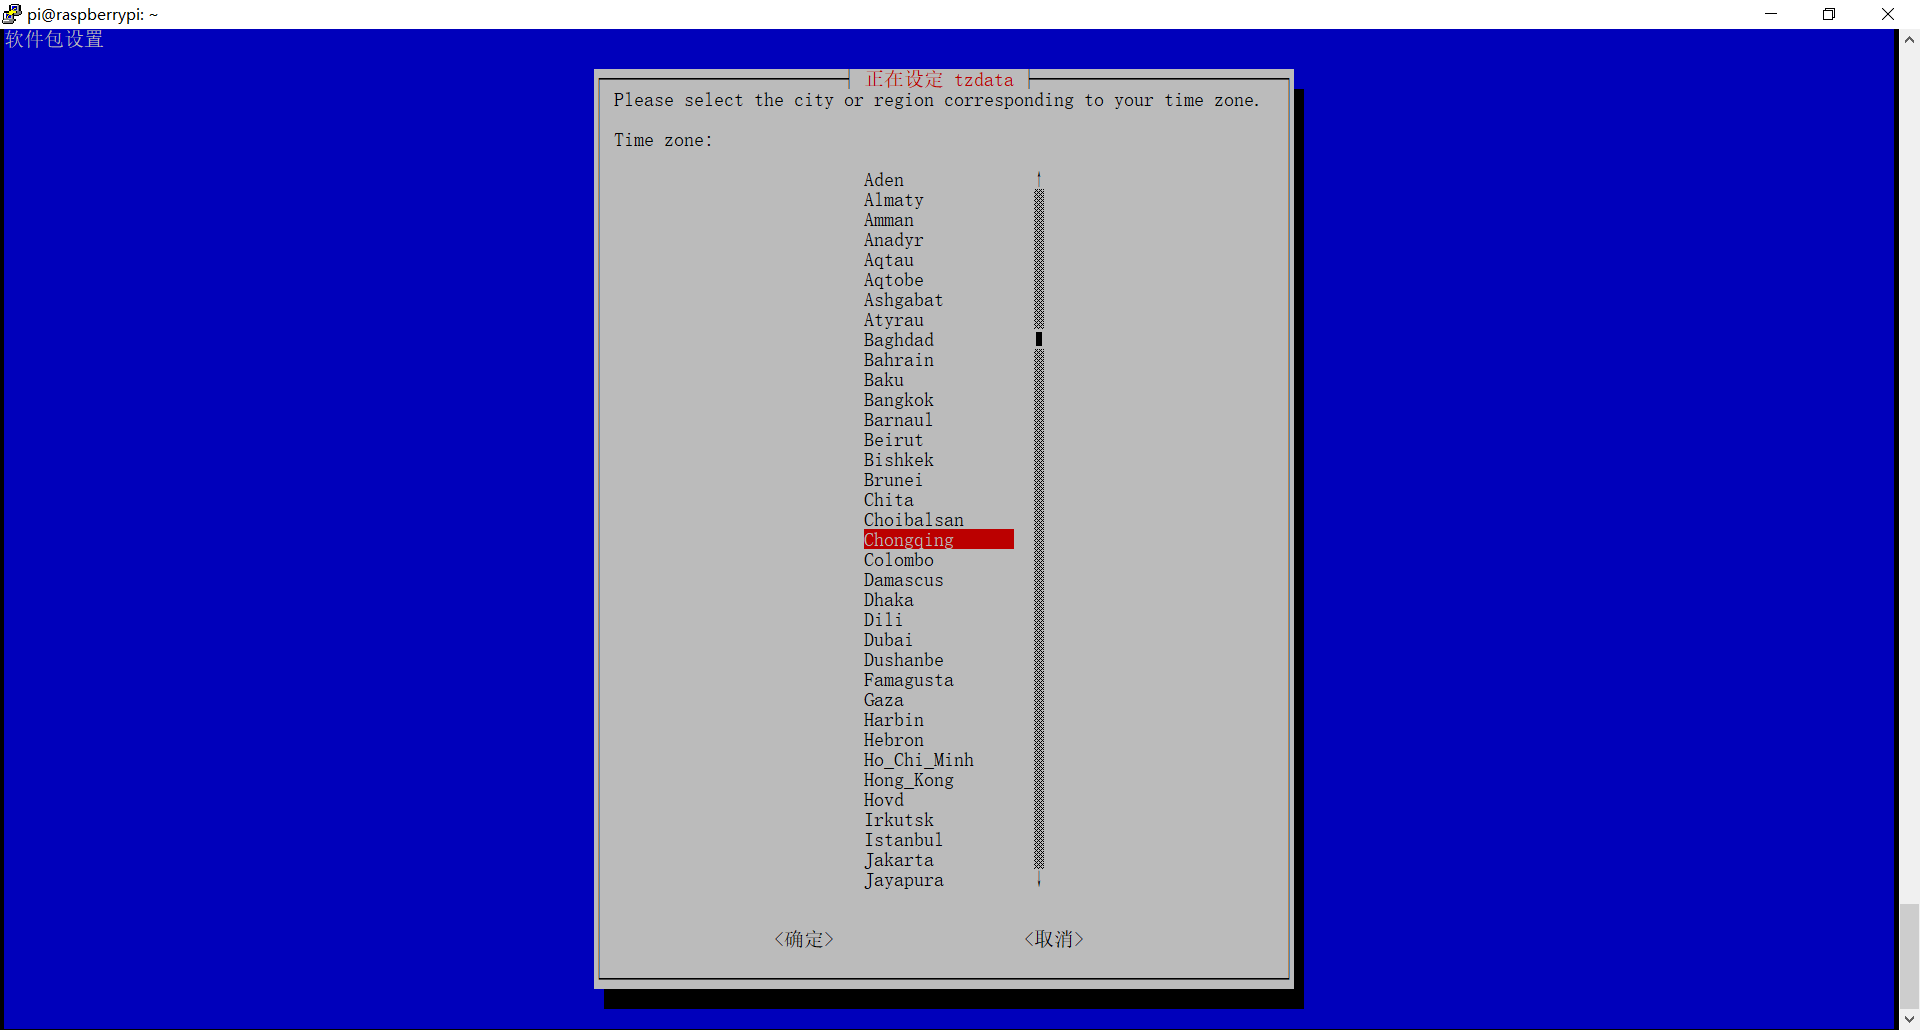 pi@raspberrypi: ~
软件包设置
正在设定 tzdata
Please select the city or region corresponding to your time zone.
Time zone:
Aden
Almaty
Amman
Anadyr
Aqtau
Aqtobe
Ashgabat
Atyrau
Baghdad
Bahrain
Baku
Bangkok
Barnaul
Beirut
Bishkek
Brunei
Chita
Choibalsan
Chongqing
Colombo
Damascus
Dhaka
Dili
Dubai
Dushanbe
Famagusta
Gaza
Harbin
Hebron
Ho_Chi_Minh
Hong_Kong
Hovd
Irkutsk
Istanbul
Jakarta
Jayapura
<确定> <取消>